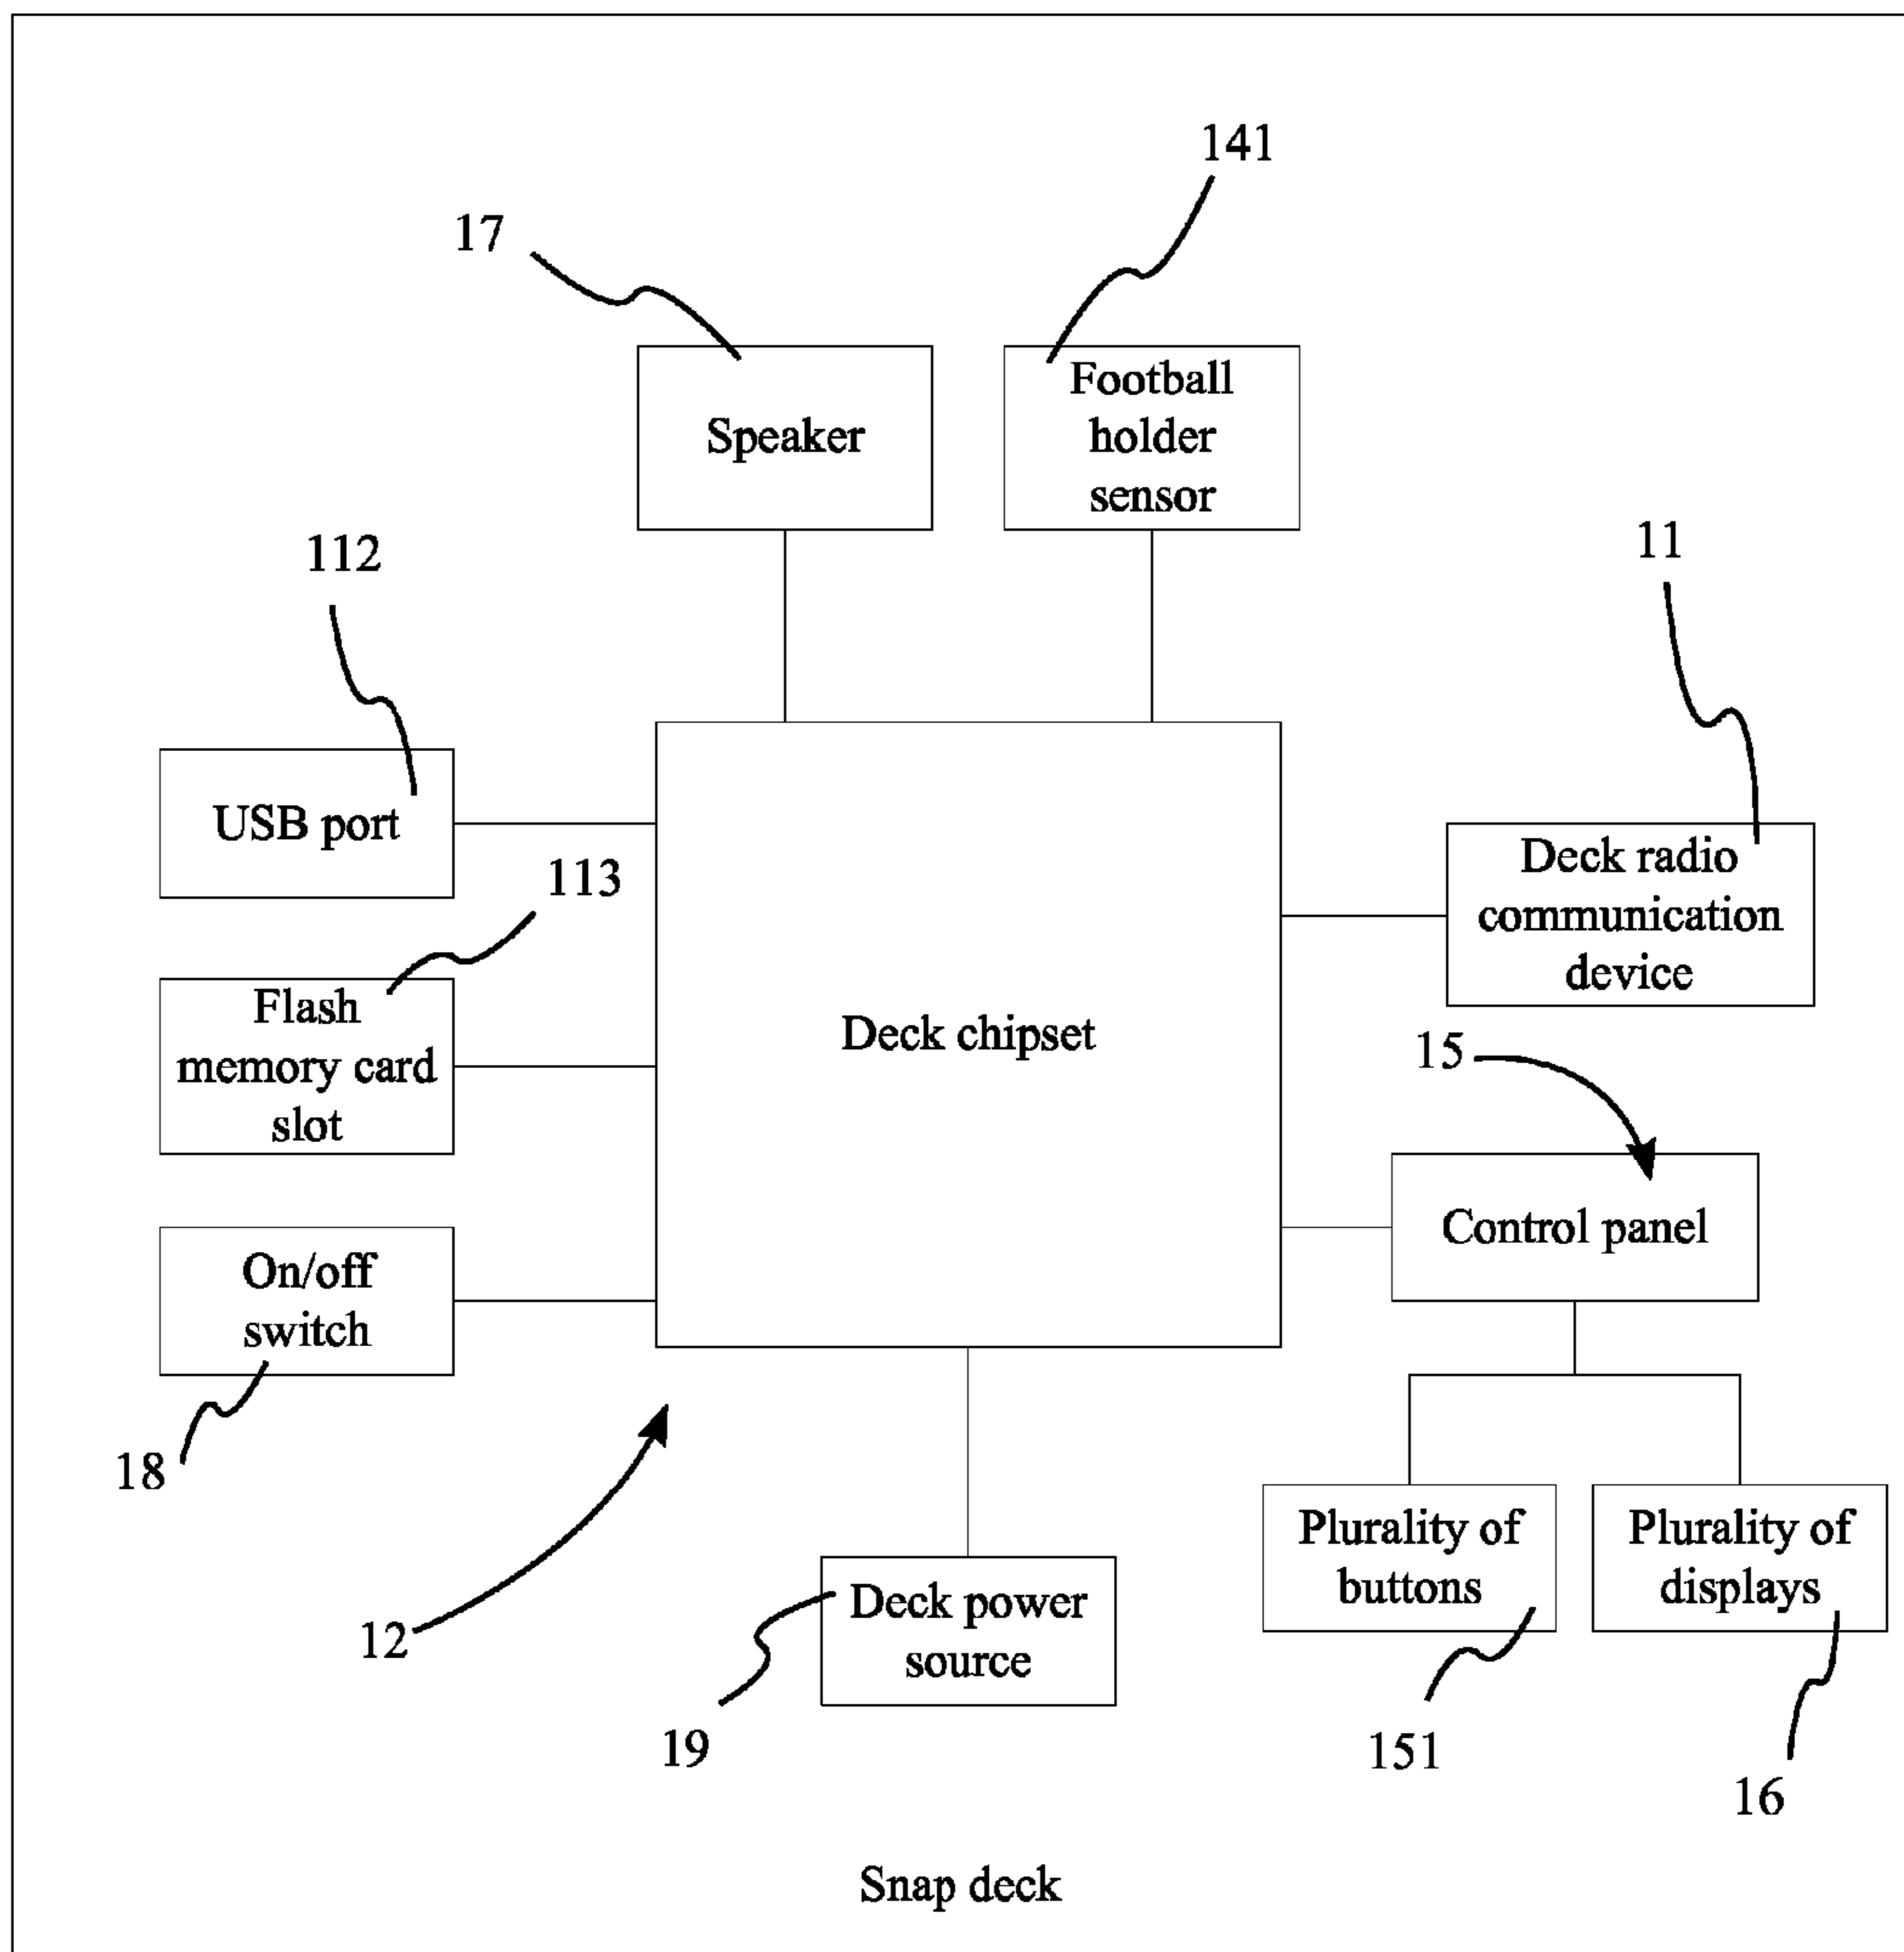 141
17
Speaker
Football
holder
sensor
112
11
USB port
113
Deck radio
communication
device
Flash
memory card
slot
Deck chipset
15
Control panel
On/off
switch
18
12
Deck power
source
19
Plurality of
buttons
Plurality of
displays
151
16
Snap deck